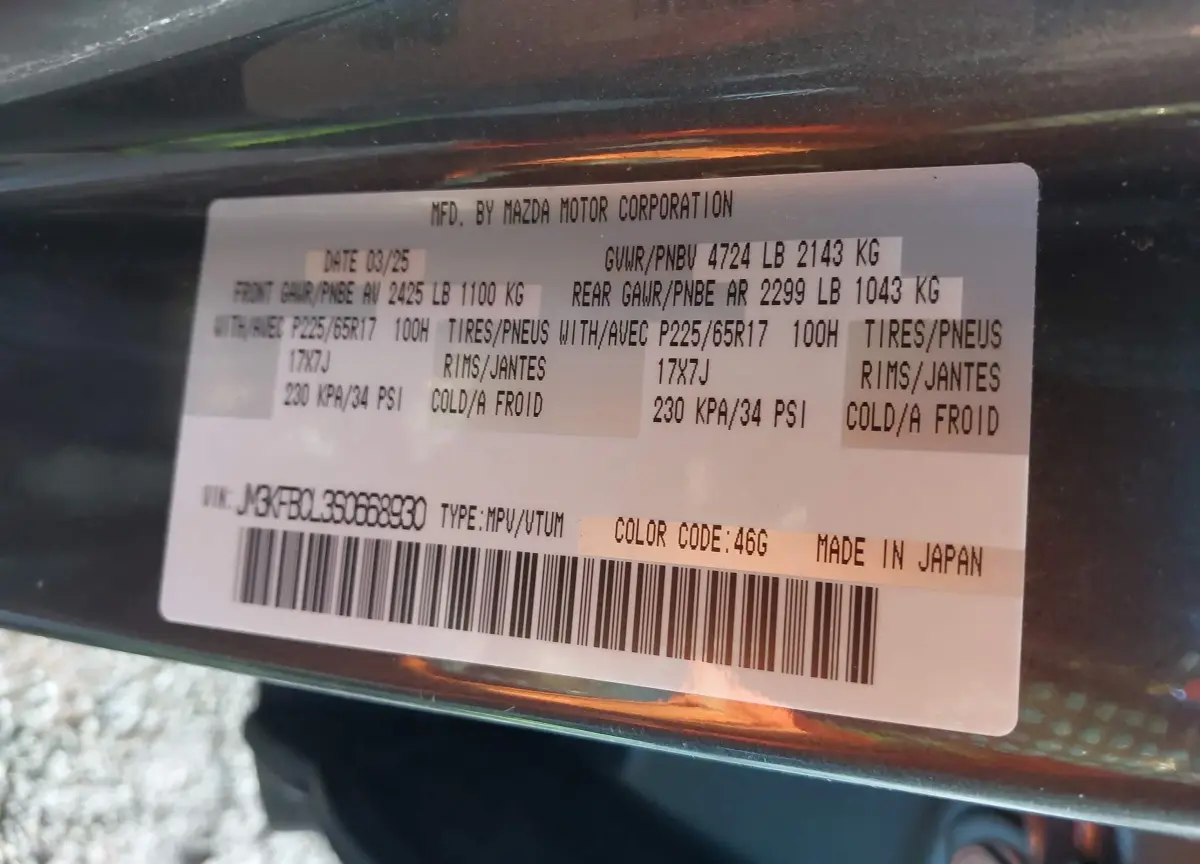 MFD. BY MAZDA MOTOR CORPORATION
DATE 03/25 GVWR/PNBV 4724 LB 2143 KG
FRONT GAWR/PNBE AV 2425 LB 1100 KG REAR GAWR/PNBE AR 2299 LB 1043 KG
WITH/AVEC P225/65R17 100H TIRES/PNEUS WITH/AVEC P225/65R17 100H TIRES/PNEUS
17X7J RIMS/JANTES 17X7J RIMS/JANTES
230 KPA/34 PSI COLD/A FROID 230 KPA/34 PSI COLD/A FROID
VIN: JM3KFBCL3S0668930 TYPE:MPV/VTUM COLOR CODE:46G MADE IN JAPAN